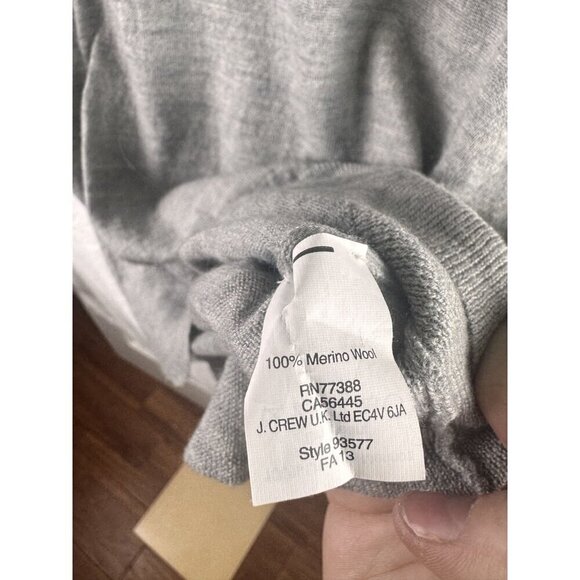 100% Merino Wool
RN77388
CA56445
J. CREW U.K. Ltd EC4V 6JA
Style 93577
FA 13